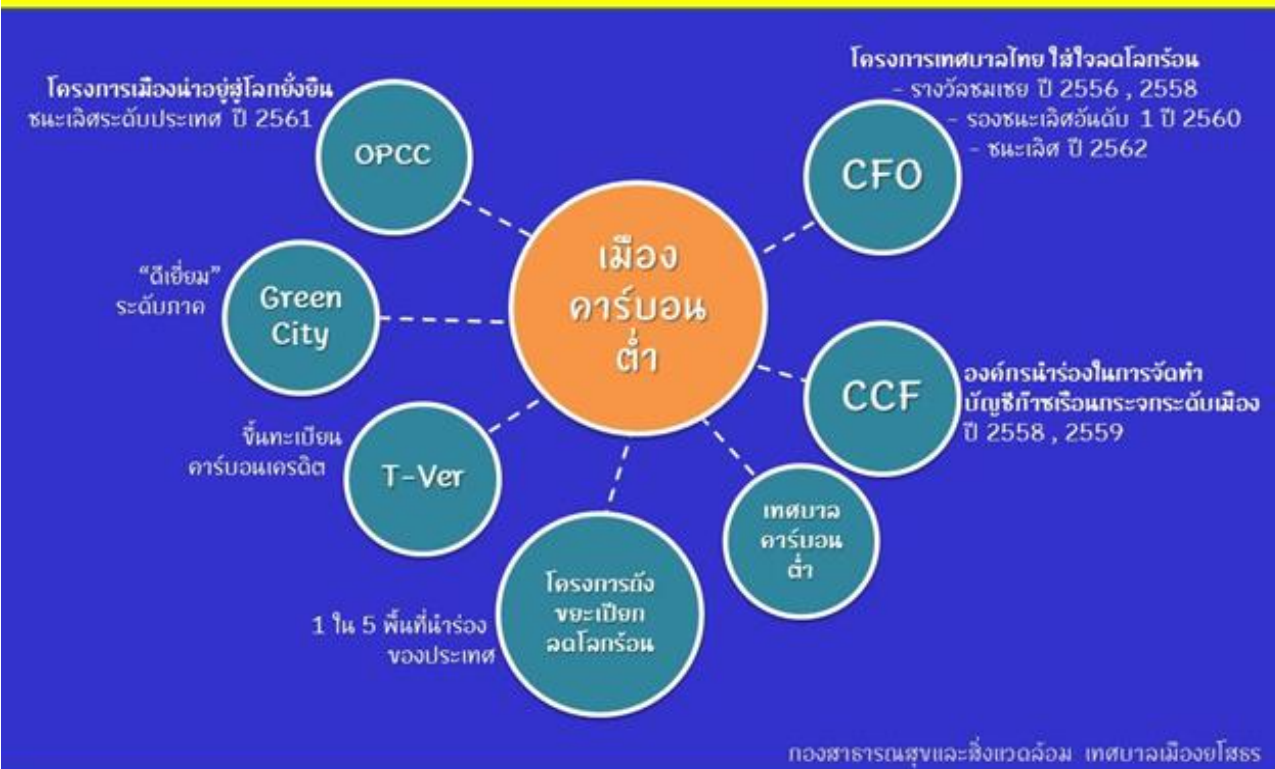 โครงการเมืองน่าอยู่สู่โลกยั่งยืน
ชนะเลิศระดับประเทศ ปี 2561
OPCC
โครงการเทศบาลไทย ใส่ใจลดโลกร้อน
- รางวัลชมเชย ปี 2556 , 2558
- รองชนะเลิศอันดับ 1 ปี 2560
- ชนะเลิศ ปี 2562
CFO
เมือง
คาร์บอน
ต่ำ
"ดีเยี่ยม"
ระดับภาค
Green
City
CCF
องค์กรนำร่องในการจัดทำ
บัญชีก๊าซเรือนกระจกระดับเมือง
ปี 2558 , 2559
ขึ้นทะเบียน
คาร์บอนเครดิต
T-Ver
เทศบาล
คาร์บอน
ต่ำ
โครงการถัง
ขยะเปียก
ลดโลกร้อน
1 ใน 5 พื้นที่นำร่อง
ของประเทศ
กองสาธารณสุขและสิ่งแวดล้อม เทศบาลเมืองยโสธร